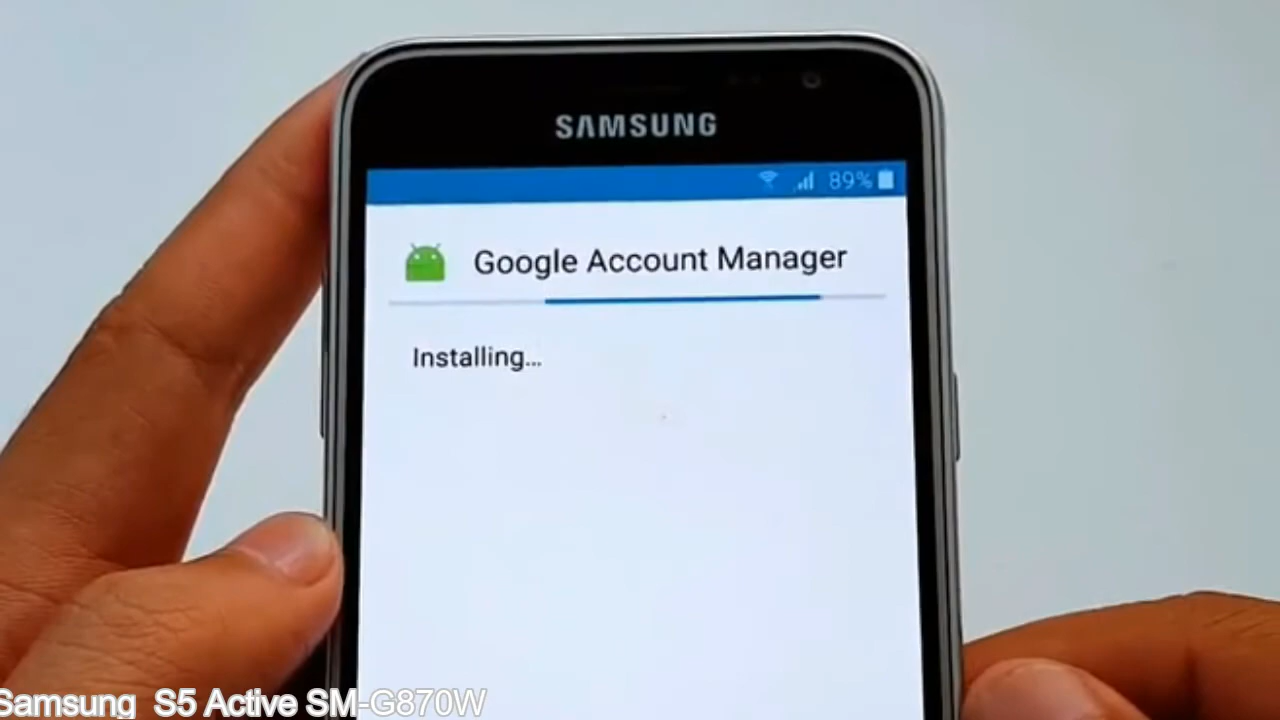 SAMSUNG
89%
Google Account Manager
Installing...
Samsung S5 Active SM-G870W